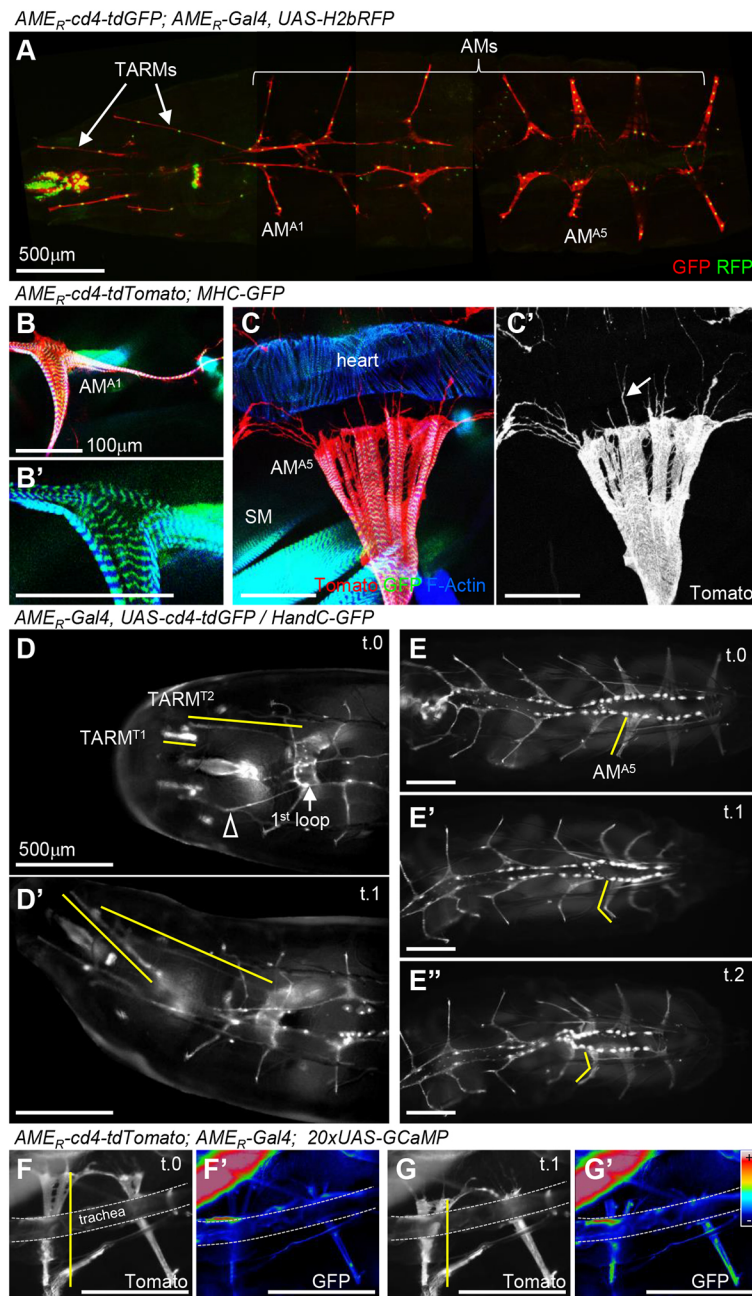 AMER-cd4-tdGFP; AMER-Gal4, UAS-H2bRFP
A
AMs
TARMs
AMA1
AMA5
500μm
GFP RFP
AMER-cd4-tdTomato; MHC-GFP
B
AMA1
100μm
B'
C
heart
AMA5
SM
Tomato GFP F-Actin
C'
Tomato
AMER-Gal4, UAS-cd4-tdGFP / HandC-GFP
D
t.0
TARMT2
TARMT1
1st loop
500μm
D'
t.1
E
t.0
AMA5
E'
t.1
E"
t.2
AMER-cd4-tdTomato; AMER-Gal4; 20xUAS-GCaMP
F
t.0
trachea
Tomato
F'
GFP
G
t.1
Tomato
G'
+
−
GFP